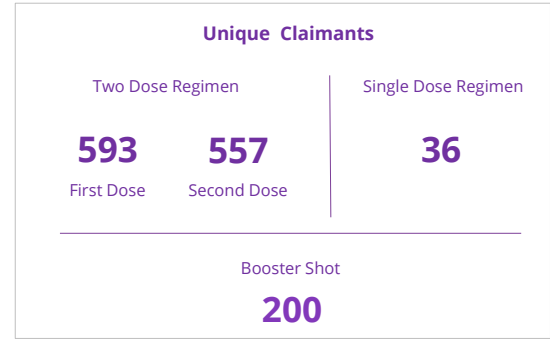 Unique Claimants
Two Dose Regimen
593 557
First Dose Second Dose
Single Dose Regimen
36
Booster Shot
200